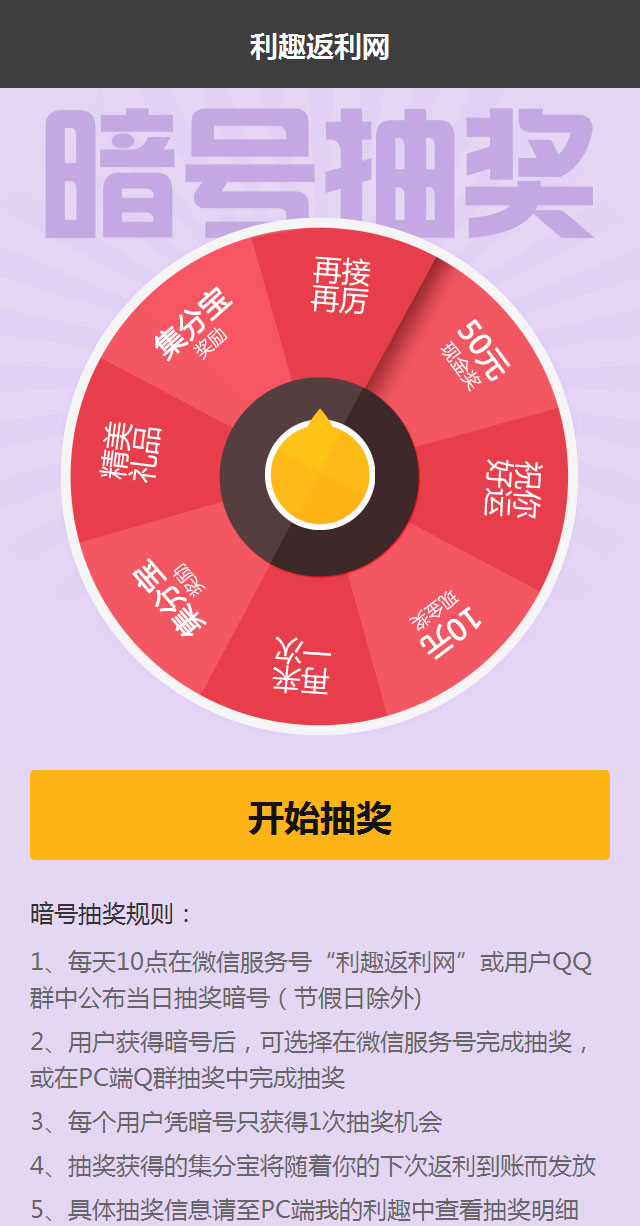 利趣返利网
暗号抽奖
再接
再厉
50元
现金奖
祝你
好运
10元
现金奖
再来
一次
集分宝
奖励
精美
礼品
集分宝
奖励
开始抽奖
暗号抽奖规则：
1、每天10点在微信服务号“利趣返利网”或用户QQ
群中公布当日抽奖暗号（节假日除外)
2、用户获得暗号后，可选择在微信服务号完成抽奖，
或在PC端Q群抽奖中完成抽奖
3、每个用户凭暗号只获得1次抽奖机会
4、抽奖获得的集分宝将随着你的下次返利到账而发放
5、具体抽奖信息请至PC端我的利趣中查看抽奖明细